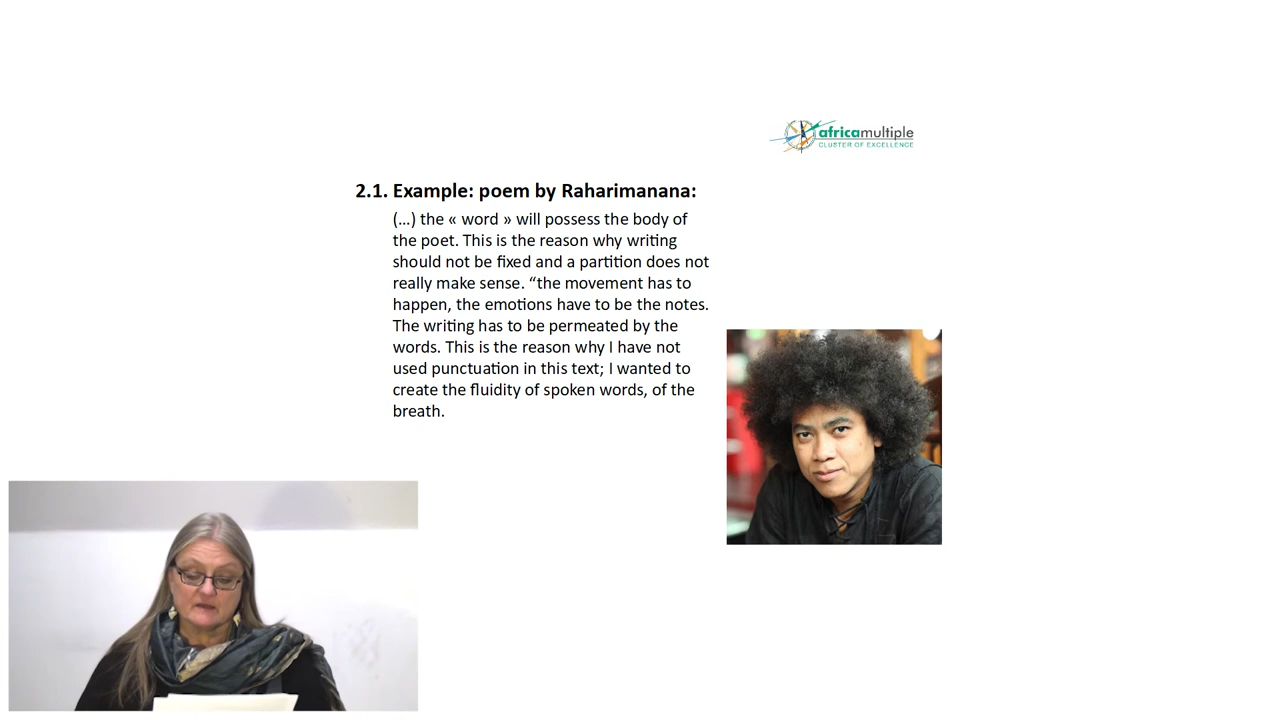 africamultiple
CLUSTER OF EXCELLENCE
2.1. Example: poem by Raharimanana:
(...) the « word » will possess the body of
the poet. This is the reason why writing
should not be fixed and a partition does not
really make sense. “the movement has to
happen, the emotions have to be the notes.
The writing has to be permeated by the
words. This is the reason why I have not
used punctuation in this text; I wanted to
create the fluidity of spoken words, of the
breath.